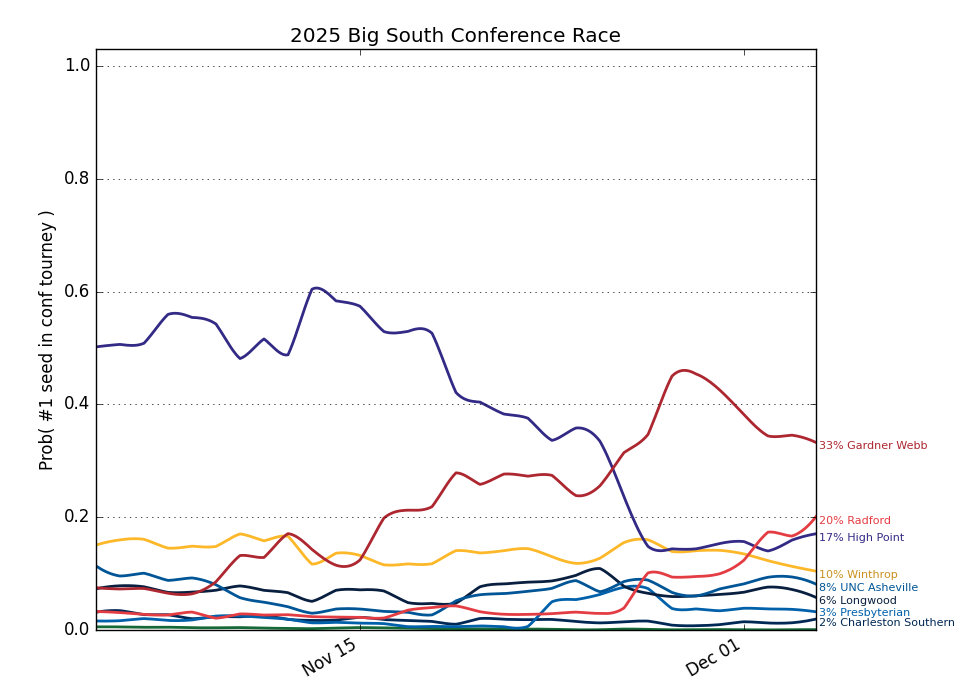 2025 Big South Conference Race
Prob( #1 seed in conf tourney )
1.0
0.8
0.6
0.4
0.2
0.0
Nov 15
Dec 01
33% Gardner Webb
20% Radford
17% High Point
10% Winthrop
8% UNC Asheville
6% Longwood
3% Presbyterian
2% Charleston Southern